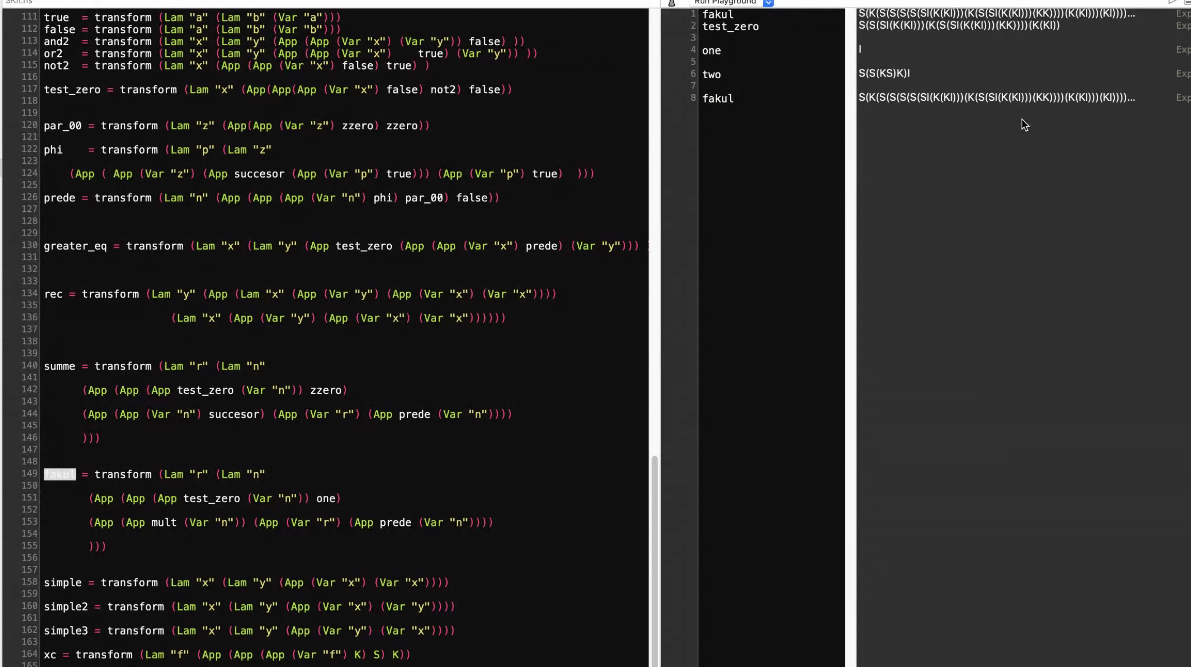 SKI.hs
Run Playground
111 true  = transform (Lam "a" (Lam "b" (Var "a")))
112 false = transform (Lam "a" (Lam "b" (Var "b")))
113 and2  = transform (Lam "x" (Lam "y" (App (App (Var "x") (Var "y")) false) ))
114 or2   = transform (Lam "x" (Lam "y" (App (App (Var "x")    true) (Var "y")) ))
115 not2  = transform (Lam "x" (App (App (Var "x") false) true) )
116
117 test_zero = transform (Lam "x" (App(App(App (Var "x") false) not2) false))
118
119
120 par_00 = transform (Lam "z" (App(App (Var "z") zzero) zzero))
121
122 phi    = transform (Lam "p" (Lam "z"
123
124     (App ( App (Var "z") (App succesor (App (Var "p") true))) (App (Var "p") true)  )))
125
126 prede = transform (Lam "n" (App (App (App (Var "n") phi) par_00) false))
127
128
129
130 greater_eq = transform (Lam "x" (Lam "y" (App test_zero (App (App (Var "x") prede) (Var "y")))
131
132
133
134 rec = transform (Lam "y" (App (Lam "x" (App (Var "y") (App (Var "x") (Var "x"))))
135
136                     (Lam "x" (App (Var "y") (App (Var "x") (Var "x"))))))
137
138
139
140 summe = transform (Lam "r" (Lam "n"
141
142       (App (App (App test_zero (Var "n")) zzero)
143
144       (App (App (Var "n") succesor) (App (Var "r") (App prede (Var "n"))))
145
146       )))
147
148
149 fakul = transform (Lam "r" (Lam "n"
150
151        (App (App (App test_zero (Var "n")) one)
152
153        (App (App mult (Var "n")) (App (Var "r") (App prede (Var "n"))))
154
155        )))
156
157
158 simple = transform (Lam "x" (Lam "y" (App (Var "x") (Var "x"))))
159
160 simple2 = transform (Lam "x" (Lam "y" (App (Var "x") (Var "y"))))
161
162 simple3 = transform (Lam "x" (Lam "y" (App (Var "y") (Var "x"))))
163
164 xc = transform (Lam "f" (App (App (App (Var "f") K) S) K))
165
1 fakul S(K(S(S(S(S(SI(K(KI)))(K(S(SI(K(KI)))(KK))))(K(KI))(KI))))... Exp
2 test_zero S(S(SI(K(KI)))(K(S(SI(K(KI)))(KK))))(K(KI)) Exp
3
4 one I Exp
5
6 two S(S(KS)K)I Exp
7
8 fakul S(K(S(S(S(S(SI(K(KI)))(K(S(SI(K(KI)))(KK))))(K(KI))(KI))))... Exp